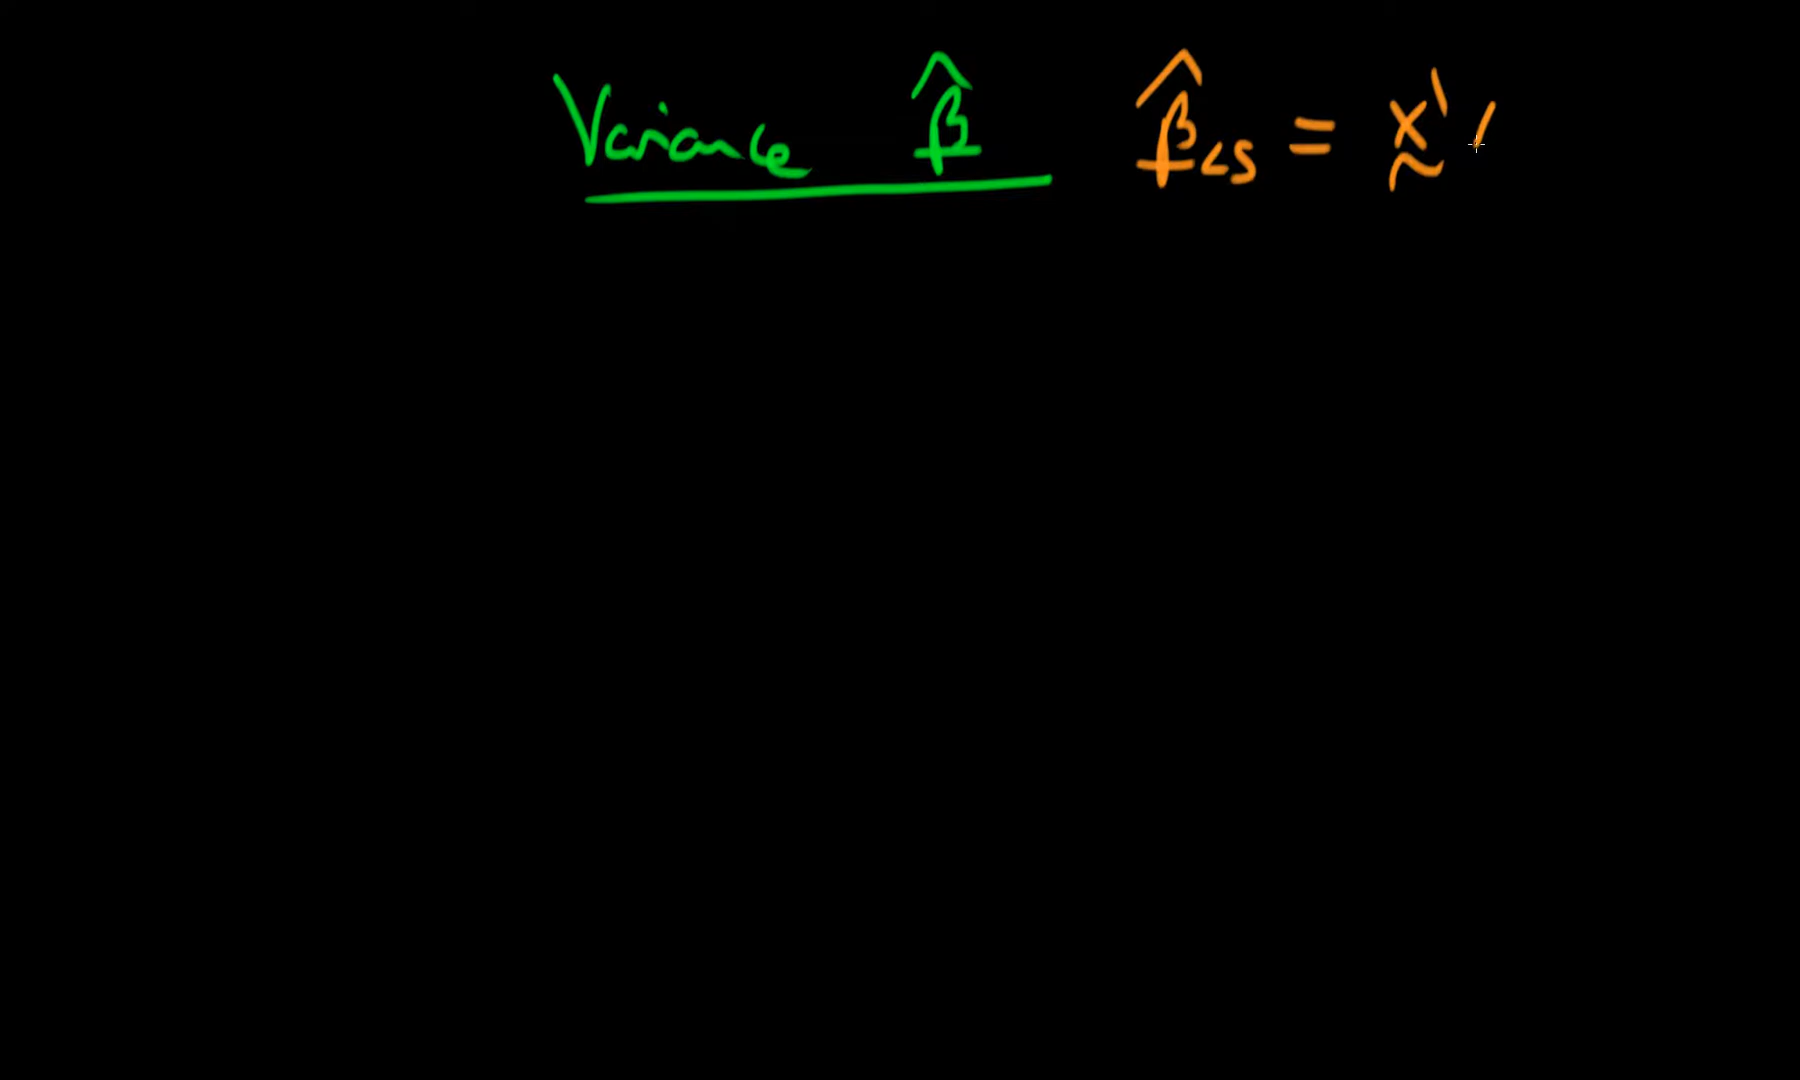 Variance β̂ β̂LS = X'